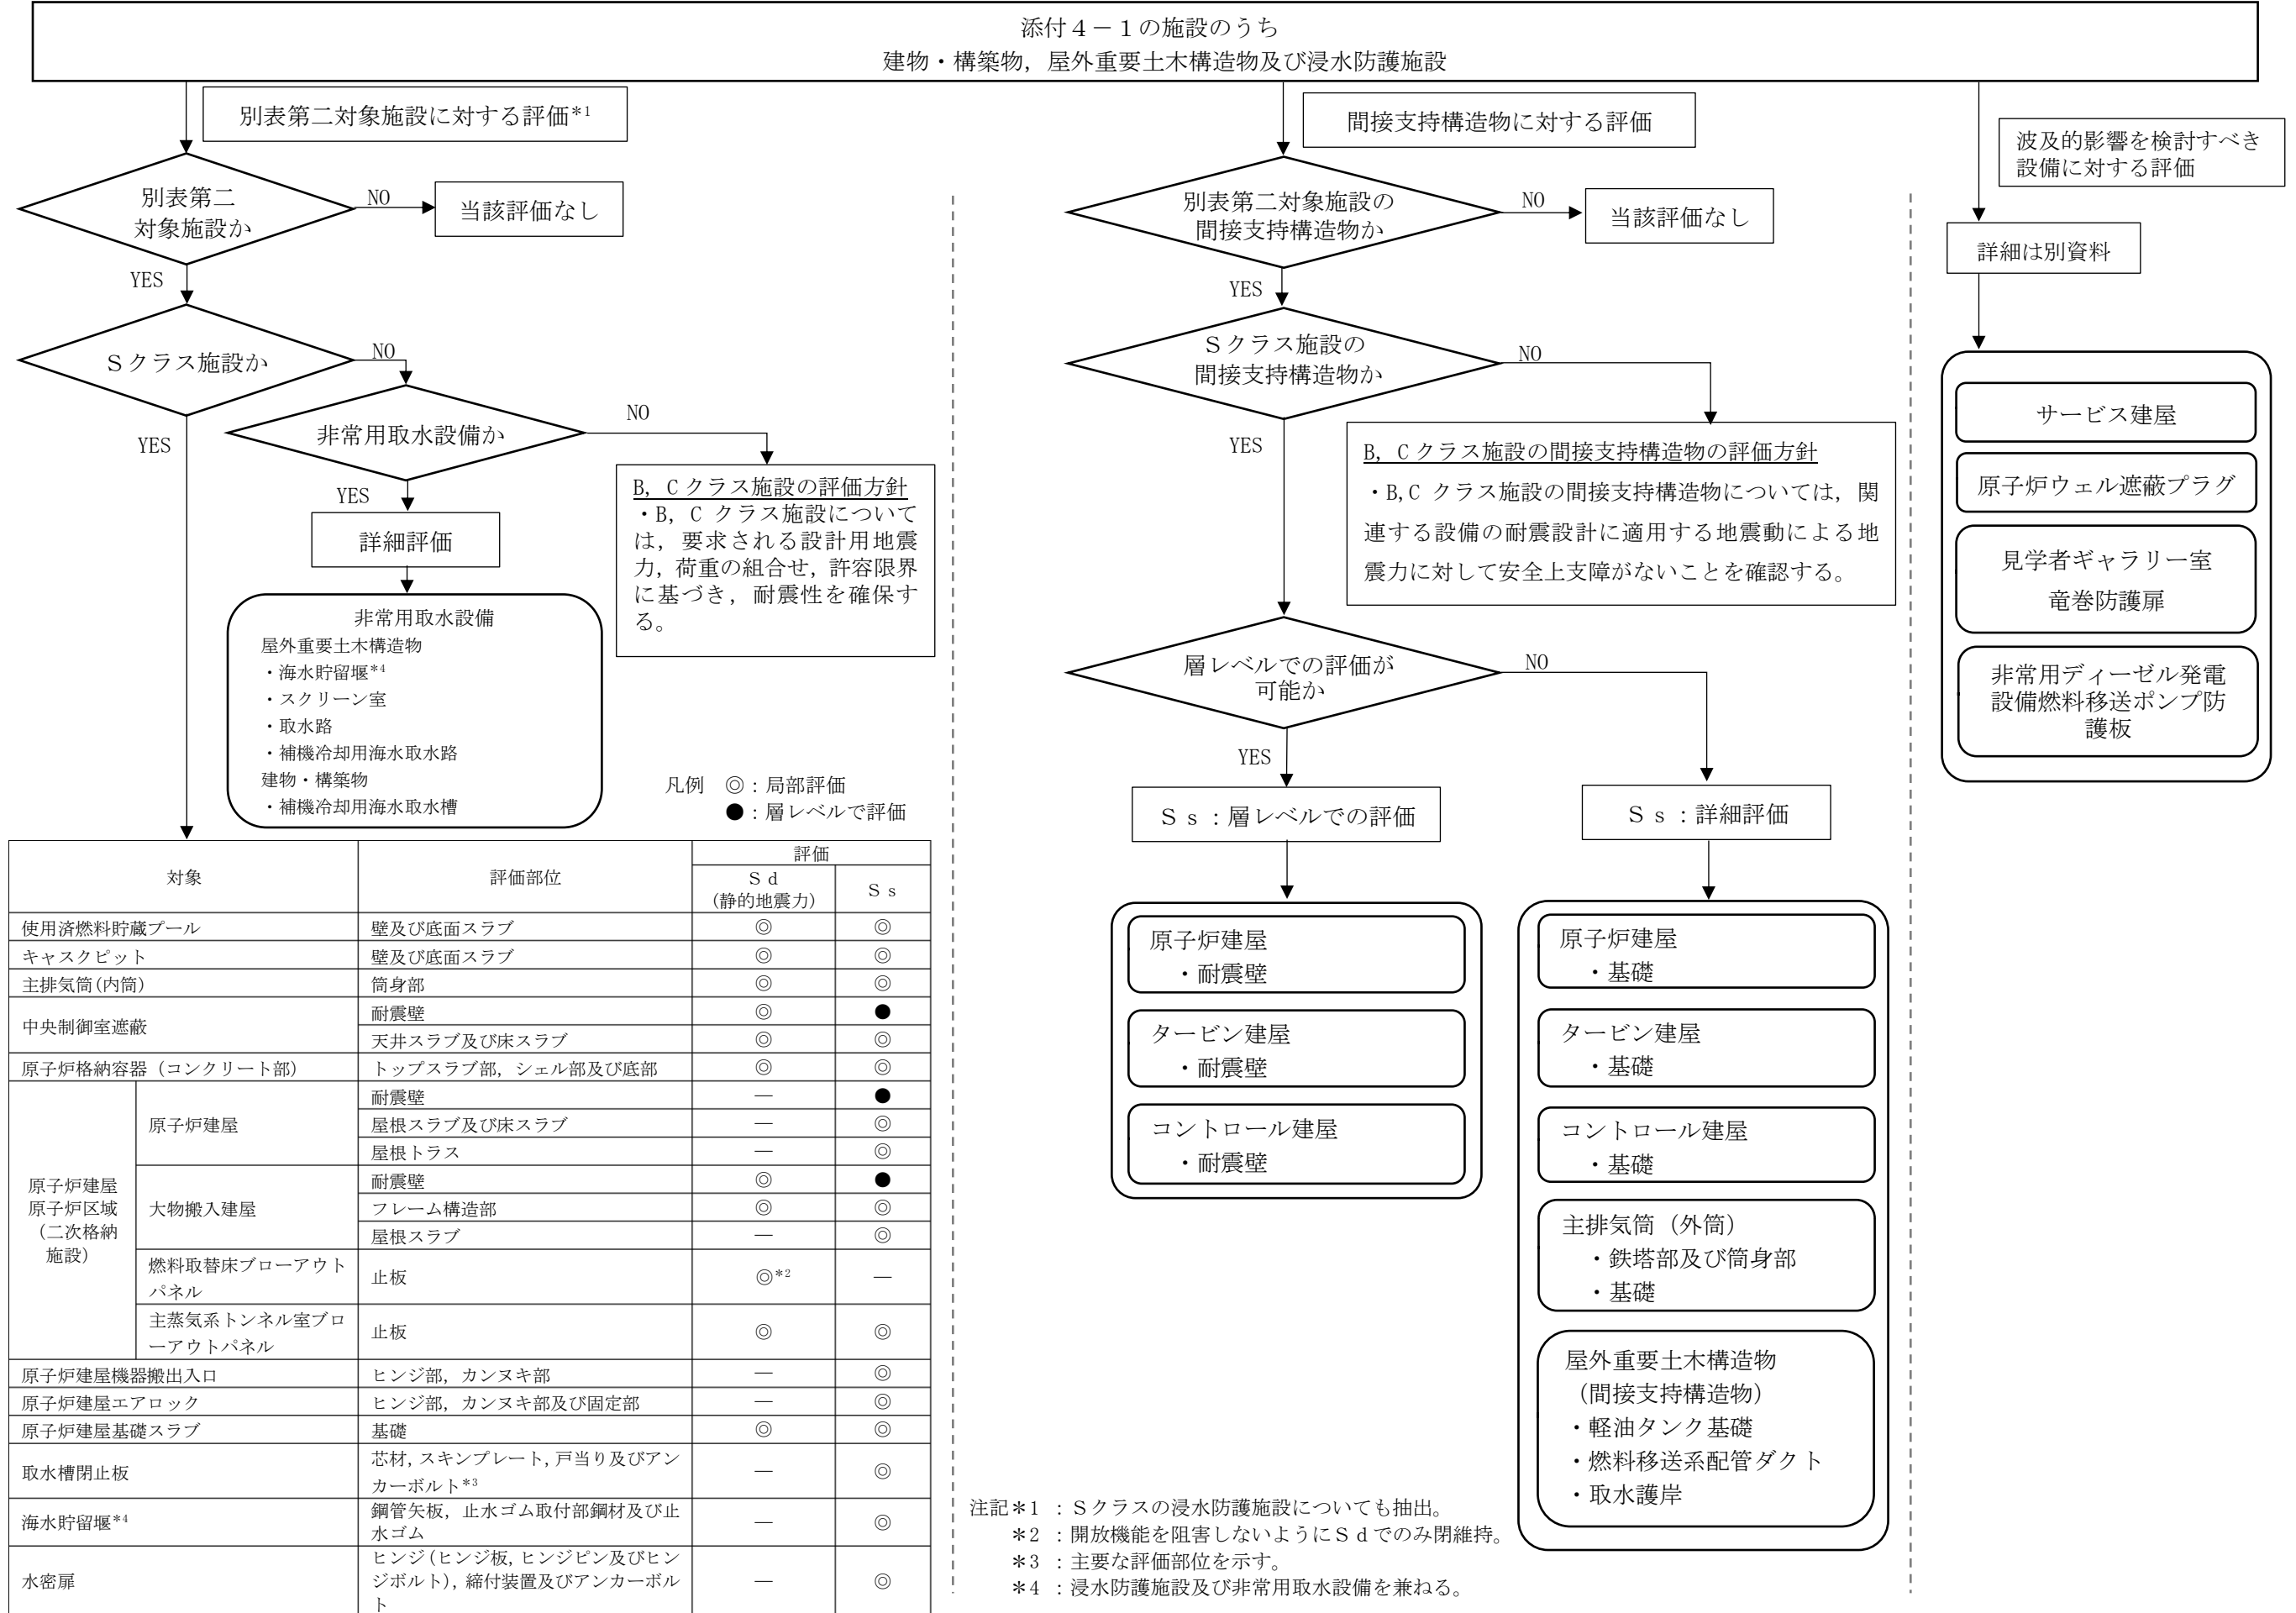 添付４－１の施設のうち
建物・構築物，屋外重要土木構造物及び浸水防護施設
別表第二対象施設に対する評価*1
別表第二
対象施設か
NO
当該評価なし
YES
Ｓクラス施設か
NO
YES
非常用取水設備か
NO
YES
詳細評価
B, Cクラス施設の評価方針
・B, C クラス施設について
は，要求される設計用地震
力，荷重の組合せ，許容限界
に基づき，耐震性を確保す
る。
非常用取水設備
屋外重要土木構造物
・海水貯留堰*4
・スクリーン室
・取水路
・補機冷却用海水取水路
建物・構築物
・補機冷却用海水取水槽
凡例　◎：局部評価
●：層レベルで評価
対象　評価部位　評価
Ｓｄ
(静的地震力)　Ｓｓ
使用済燃料貯蔵プール　壁及び底面スラブ　◎　◎
キャスクピット　壁及び底面スラブ　◎　◎
主排気筒(内筒)　筒身部　◎　◎
中央制御室遮蔽　耐震壁　◎　●
天井スラブ及び床スラブ　◎　◎
原子炉格納容器（コンクリート部）　トップスラブ部，シェル部及び底部　◎　◎
原子炉建屋
原子炉区域
（二次格納
施設）
原子炉建屋　耐震壁　―　●
屋根スラブ及び床スラブ　―　◎
屋根トラス　―　◎
大物搬入建屋　耐震壁　◎　●
フレーム構造部　◎　◎
屋根スラブ　―　◎
燃料取替床ブローアウト
パネル　止板　◎*2　―
主蒸気系トンネル室ブロ
ーアウトパネル　止板　◎　◎
原子炉建屋機器搬出入口　ヒンジ部，カンヌキ部　―　◎
原子炉建屋エアロック　ヒンジ部，カンヌキ部及び固定部　―　◎
原子炉建屋基礎スラブ　基礎　◎　◎
取水槽閉止板　芯材,スキンプレート,戸当り及びアン
カーボルト*3　―　◎
海水貯留堰*4　鋼管矢板，止水ゴム取付部鋼材及び止
水ゴム　―　◎
水密扉　ヒンジ(ヒンジ板,ヒンジピン及びヒン
ジボルト),締付装置及びアンカーボル
ト　―　◎
間接支持構造物に対する評価
別表第二対象施設の
間接支持構造物か
NO
当該評価なし
YES
Ｓクラス施設の
間接支持構造物か
NO
YES
B, Cクラス施設の間接支持構造物の評価方針
・B,C クラス施設の間接支持構造物については，関
連する設備の耐震設計に適用する地震動による地
震力に対して安全上支障がないことを確認する。
層レベルでの評価が
可能か
NO
YES
Ｓｓ：層レベルでの評価
Ｓｓ：詳細評価
原子炉建屋
・耐震壁
タービン建屋
・耐震壁
コントロール建屋
・耐震壁
原子炉建屋
・基礎
タービン建屋
・基礎
コントロール建屋
・基礎
主排気筒（外筒）
・鉄塔部及び筒身部
・基礎
屋外重要土木構造物
（間接支持構造物）
・軽油タンク基礎
・燃料移送系配管ダクト
・取水護岸
波及的影響を検討すべき
設備に対する評価
詳細は別資料
サービス建屋
原子炉ウェル遮蔽プラグ
見学者ギャラリー室
竜巻防護扉
非常用ディーゼル発電
設備燃料移送ポンプ防
護板
注記＊1　：Ｓクラスの浸水防護施設についても抽出。
＊2　：開放機能を阻害しないようにＳｄでのみ閉維持。
＊3　：主要な評価部位を示す。
＊4　：浸水防護施設及び非常用取水設備を兼ねる。